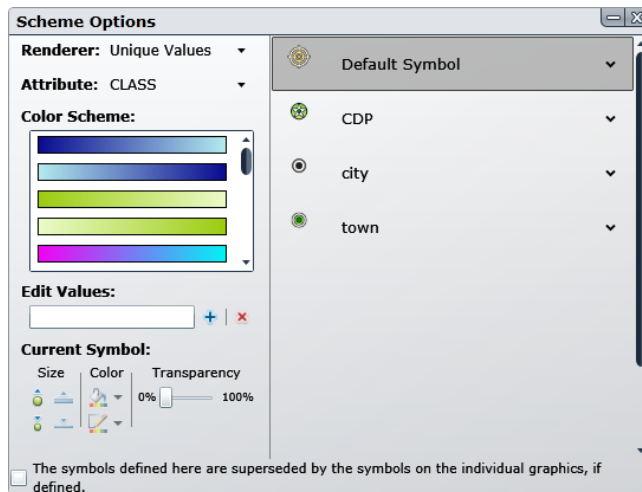 Scheme Options
Renderer: Unique Values
Attribute: CLASS
Color Scheme:
Edit Values:
Current Symbol:
Size Color Transparency
0% 100%
Default Symbol
CDP
city
town
The symbols defined here are superseded by the symbols on the individual graphics, if
defined.